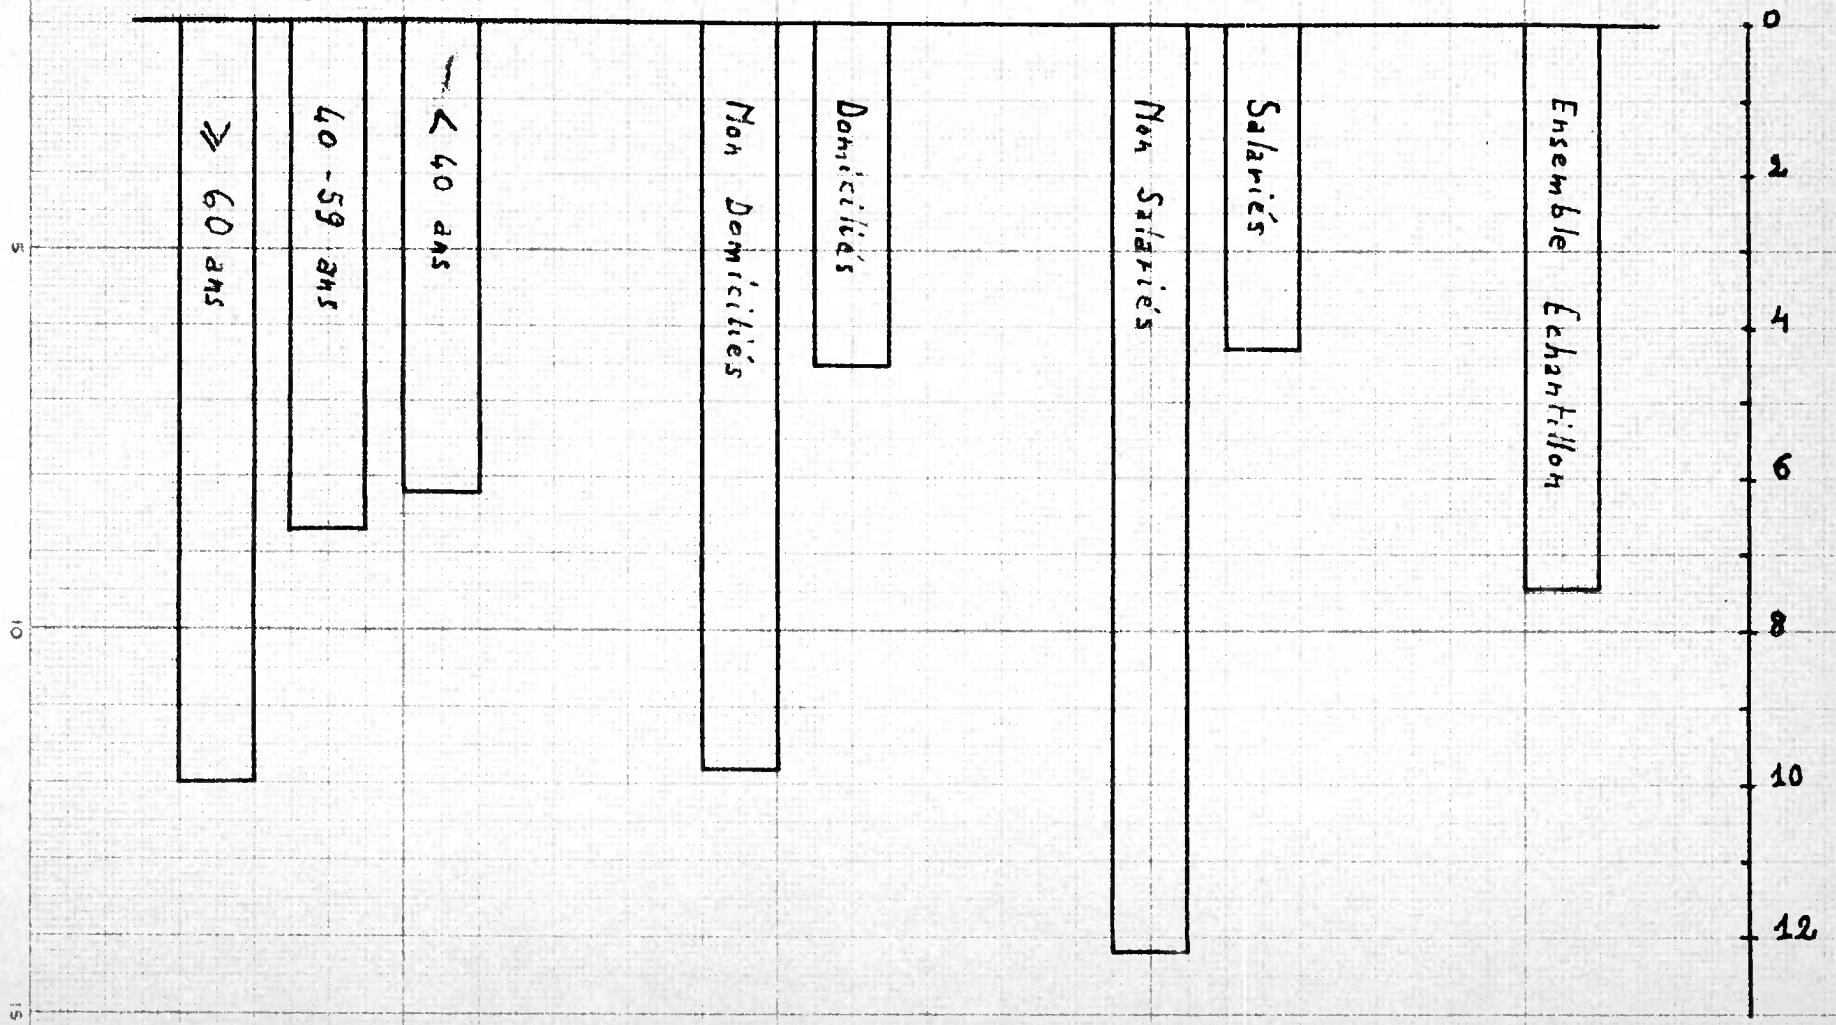 Ensemble Echantillon
Salariés
Non Salariés
Domiciliés
Non Domiciliés
< 40 ans
40-59 ans
⩾ 60 ans
0
2
4
6
8
10
12
5
10
15